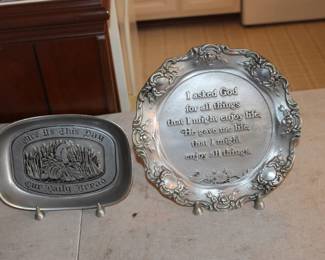 Give Us This Day
Our Daily Bread
I asked God
for all things
that I might enjoy life.
He gave me life
that I might
enjoy all things.